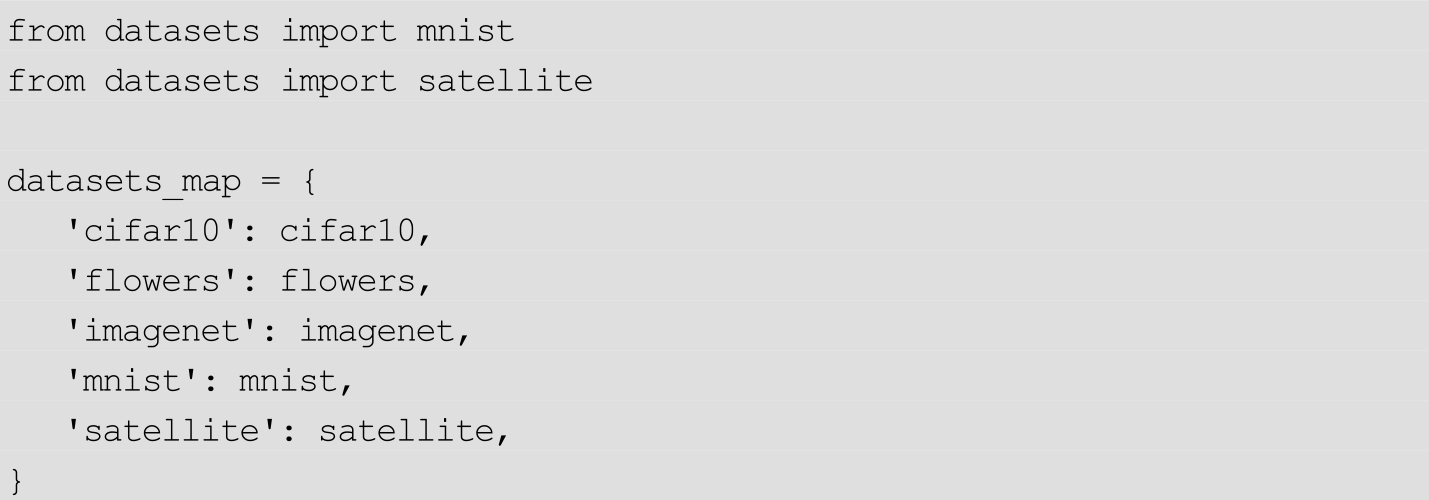 from datasets import mnist
from datasets import satellite

datasets_map = {
   'cifar10': cifar10,
   'flowers': flowers,
   'imagenet': imagenet,
   'mnist': mnist,
   'satellite': satellite,
}